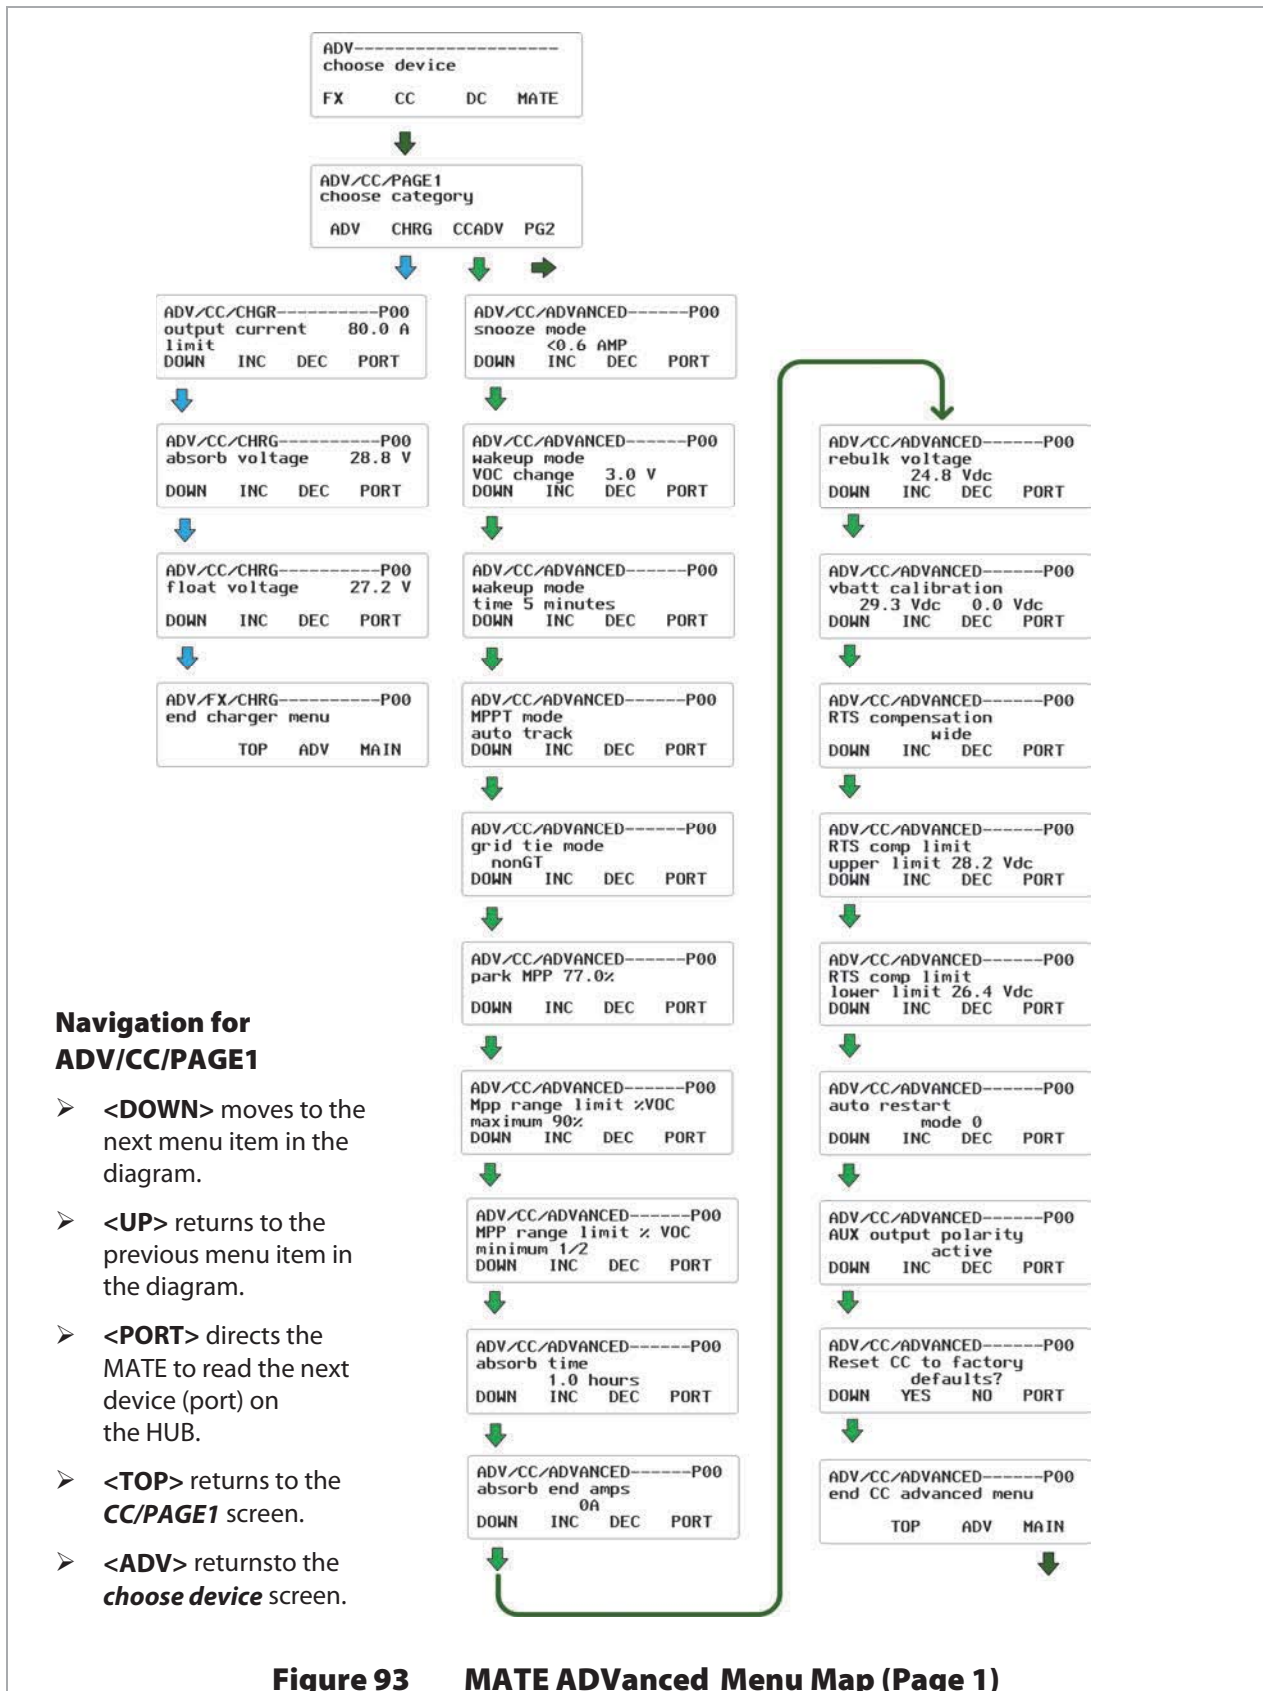 ADV---------------------
choose device
FX CC DC MATE
ADV/CC/PAGE1
choose category
ADV CHRG CCADV PG2
ADV/CC/CHGR----------P00
output current 80.0 A
limit
DOWN INC DEC PORT
ADV/CC/CHRG----------P00
absorb voltage 28.8 V
DOWN INC DEC PORT
ADV/CC/CHRG----------P00
float voltage 27.2 V
DOWN INC DEC PORT
ADV/FX/CHRG----------P00
end charger menu
TOP ADV MAIN
ADV/CC/ADVANCED------P00
snooze mode
<0.6 AMP
DOWN INC DEC PORT
ADV/CC/ADVANCED------P00
wakeup mode
VOC change 3.0 V
DOWN INC DEC PORT
ADV/CC/ADVANCED------P00
wakeup mode
time 5 minutes
DOWN INC DEC PORT
ADV/CC/ADVANCED------P00
MPPT mode
auto track
DOWN INC DEC PORT
ADV/CC/ADVANCED------P00
grid tie mode
nonGT
DOWN INC DEC PORT
ADV/CC/ADVANCED------P00
park MPP 77.0%
DOWN INC DEC PORT
ADV/CC/ADVANCED------P00
Mpp range limit %VOC
maximum 90%
DOWN INC DEC PORT
ADV/CC/ADVANCED------P00
MPP range limit % VOC
minimum 1/2
DOWN INC DEC PORT
ADV/CC/ADVANCED------P00
absorb time
1.0 hours
DOWN INC DEC PORT
ADV/CC/ADVANCED------P00
absorb end amps
0A
DOWN INC DEC PORT
ADV/CC/ADVANCED------P00
rebulk voltage
24.8 Vdc
DOWN INC DEC PORT
ADV/CC/ADVANCED------P00
vbatt calibration
29.3 Vdc 0.0 Vdc
DOWN INC DEC PORT
ADV/CC/ADVANCED------P00
RTS compensation
wide
DOWN INC DEC PORT
ADV/CC/ADVANCED------P00
RTS comp limit
upper limit 28.2 Vdc
DOWN INC DEC PORT
ADV/CC/ADVANCED------P00
RTS comp limit
lower limit 26.4 Vdc
DOWN INC DEC PORT
ADV/CC/ADVANCED------P00
auto restart
mode 0
DOWN INC DEC PORT
ADV/CC/ADVANCED------P00
AUX output polarity
active
DOWN INC DEC PORT
ADV/CC/ADVANCED------P00
Reset CC to factory
defaults?
DOWN YES NO PORT
ADV/CC/ADVANCED------P00
end CC advanced menu
TOP ADV MAIN
Navigation for
ADV/CC/PAGE1
➢ <DOWN> moves to the
next menu item in the
diagram.
➢ <UP> returns to the
previous menu item in
the diagram.
➢ <PORT> directs the
MATE to read the next
device (port) on
the HUB.
➢ <TOP> returns to the
CC/PAGE1 screen.
➢ <ADV> returnsto the
choose device screen.
Figure 93 MATE ADVanced Menu Map (Page 1)